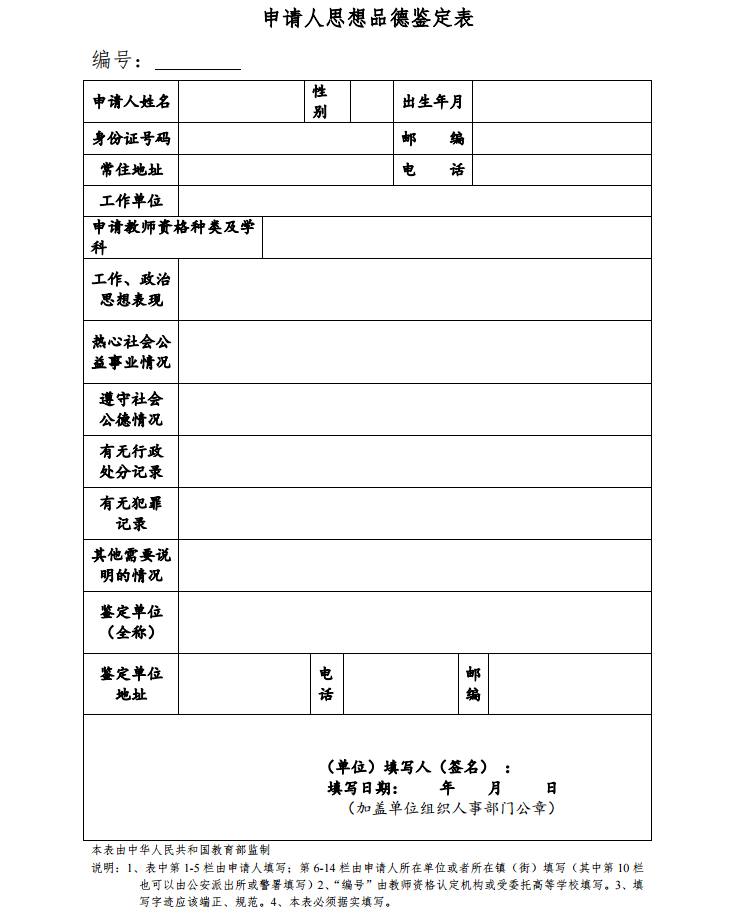 申请人思想品德鉴定表
编号：________
申请人姓名
性
别
出生年月
身份证号码
邮 编
常住地址
电 话
工作单位
申请教师资格种类及学
科
工作、政治
思想表现
热心社会公
益事业情况
遵守社会
公德情况
有无行政
处分记录
有无犯罪
记录
其他需要说
明的情况
鉴定单位
（全称）
鉴定单位
地址
电
话
邮
编
（单位）填写人（签名）：
填写日期： 年 月 日
（加盖单位组织人事部门公章）
本表由中华人民共和国教育部监制
说明：1、表中第 1-5 栏由申请人填写；第 6-14 栏由申请人所在单位或者所在镇（街）填写（其中第 10 栏
也可以由公安派出所或警署填写）2、“编号”由教师资格认定机构或受委托高等学校填写。3、填
写字迹应该端正、规范。4、本表必须据实填写。